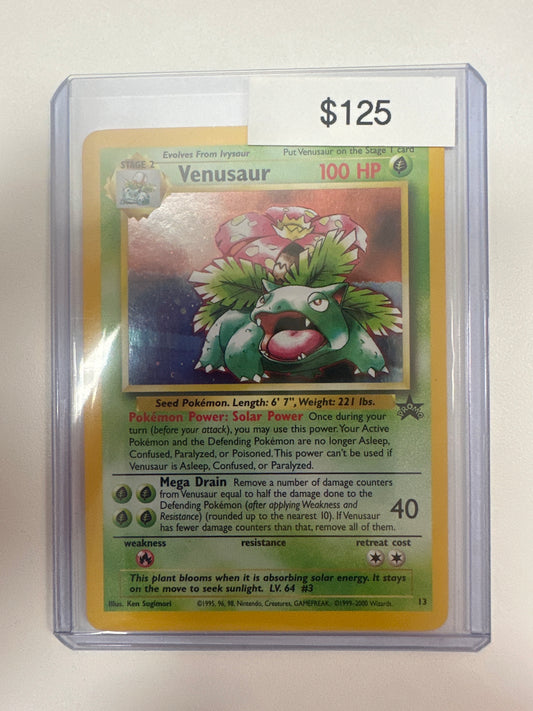 $125
Evolves From Ivysaur Put Venusaur on the Stage 1 card
STAGE 2
Venusaur 100 HP
Seed Pokémon. Length: 6' 7", Weight: 221 lbs.
PROMO
Pokémon Power: Solar Power Once during your
turn (before your attack), you may use this power. Your Active
Pokémon and the Defending Pokémon are no longer Asleep,
Confused, Paralyzed, or Poisoned. This power can't be used if
Venusaur is Asleep, Confused, or Paralyzed.
Mega Drain Remove a number of damage counters
from Venusaur equal to half the damage done to the
Defending Pokémon (after applying Weakness and
Resistance) (rounded up to the nearest 10). If Venusaur
has fewer damage counters than that, remove all of them.
40
weakness resistance retreat cost
This plant blooms when it is absorbing solar energy. It stays
on the move to seek sunlight. LV. 64 #3
Illus. Ken Sugimori ©1995, 96, 98, Nintendo, Creatures, GAMEFREAK. ©1999-2000 Wizards. 13